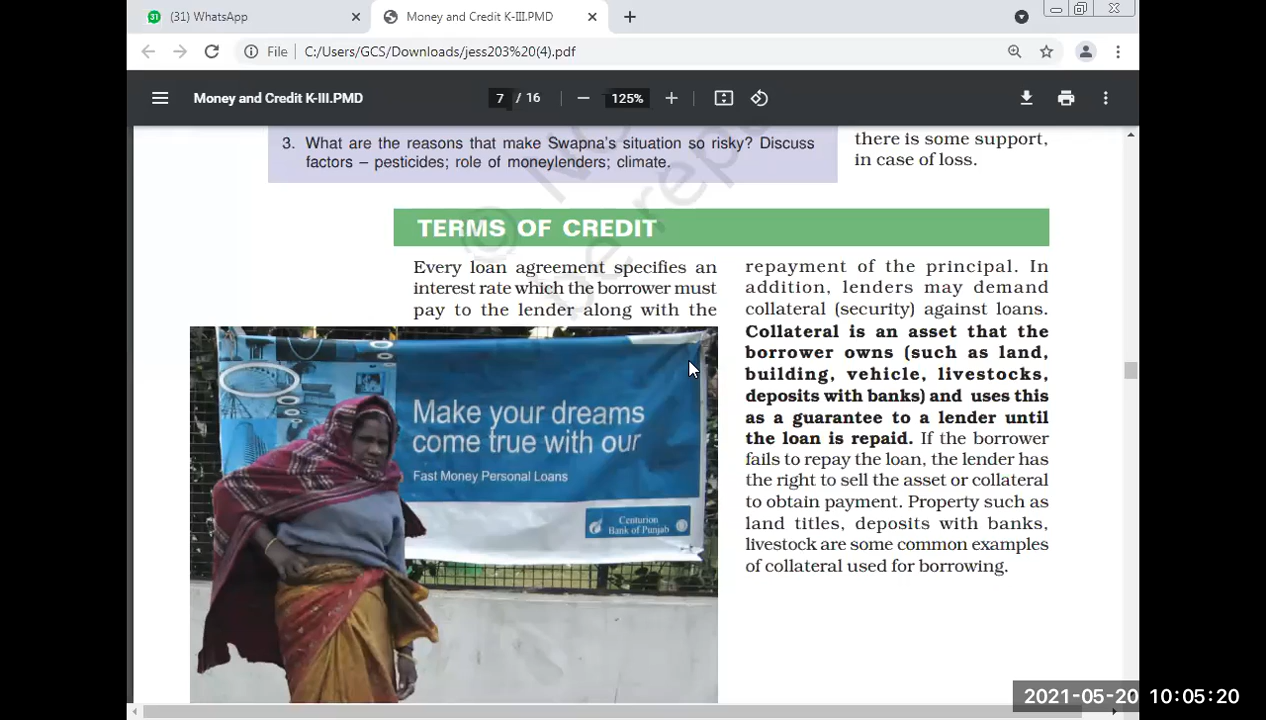 (31) WhatsApp
Money and Credit K-III.PMD
File
C:/Users/GCS/Downloads/jess203%20(4).pdf
Money and Credit K-III.PMD
7 / 16
125%
3. What are the reasons that make Swapna's situation so risky? Discuss
factors – pesticides; role of moneylenders; climate.
there is some support,
in case of loss.
TERMS OF CREDIT
Every loan agreement specifies an
interest rate which the borrower must
pay to the lender along with the
Make your dreams
come true with our
Fast Money Personal Loans
Centurion
Bank of Punjab
repayment of the principal. In
addition, lenders may demand
collateral (security) against loans.
Collateral is an asset that the
borrower owns (such as land,
building, vehicle, livestocks,
deposits with banks) and uses this
as a guarantee to a lender until
the loan is repaid. If the borrower
fails to repay the loan, the lender has
the right to sell the asset or collateral
to obtain payment. Property such as
land titles, deposits with banks,
livestock are some common examples
of collateral used for borrowing.
2021-05-20 10:05:20